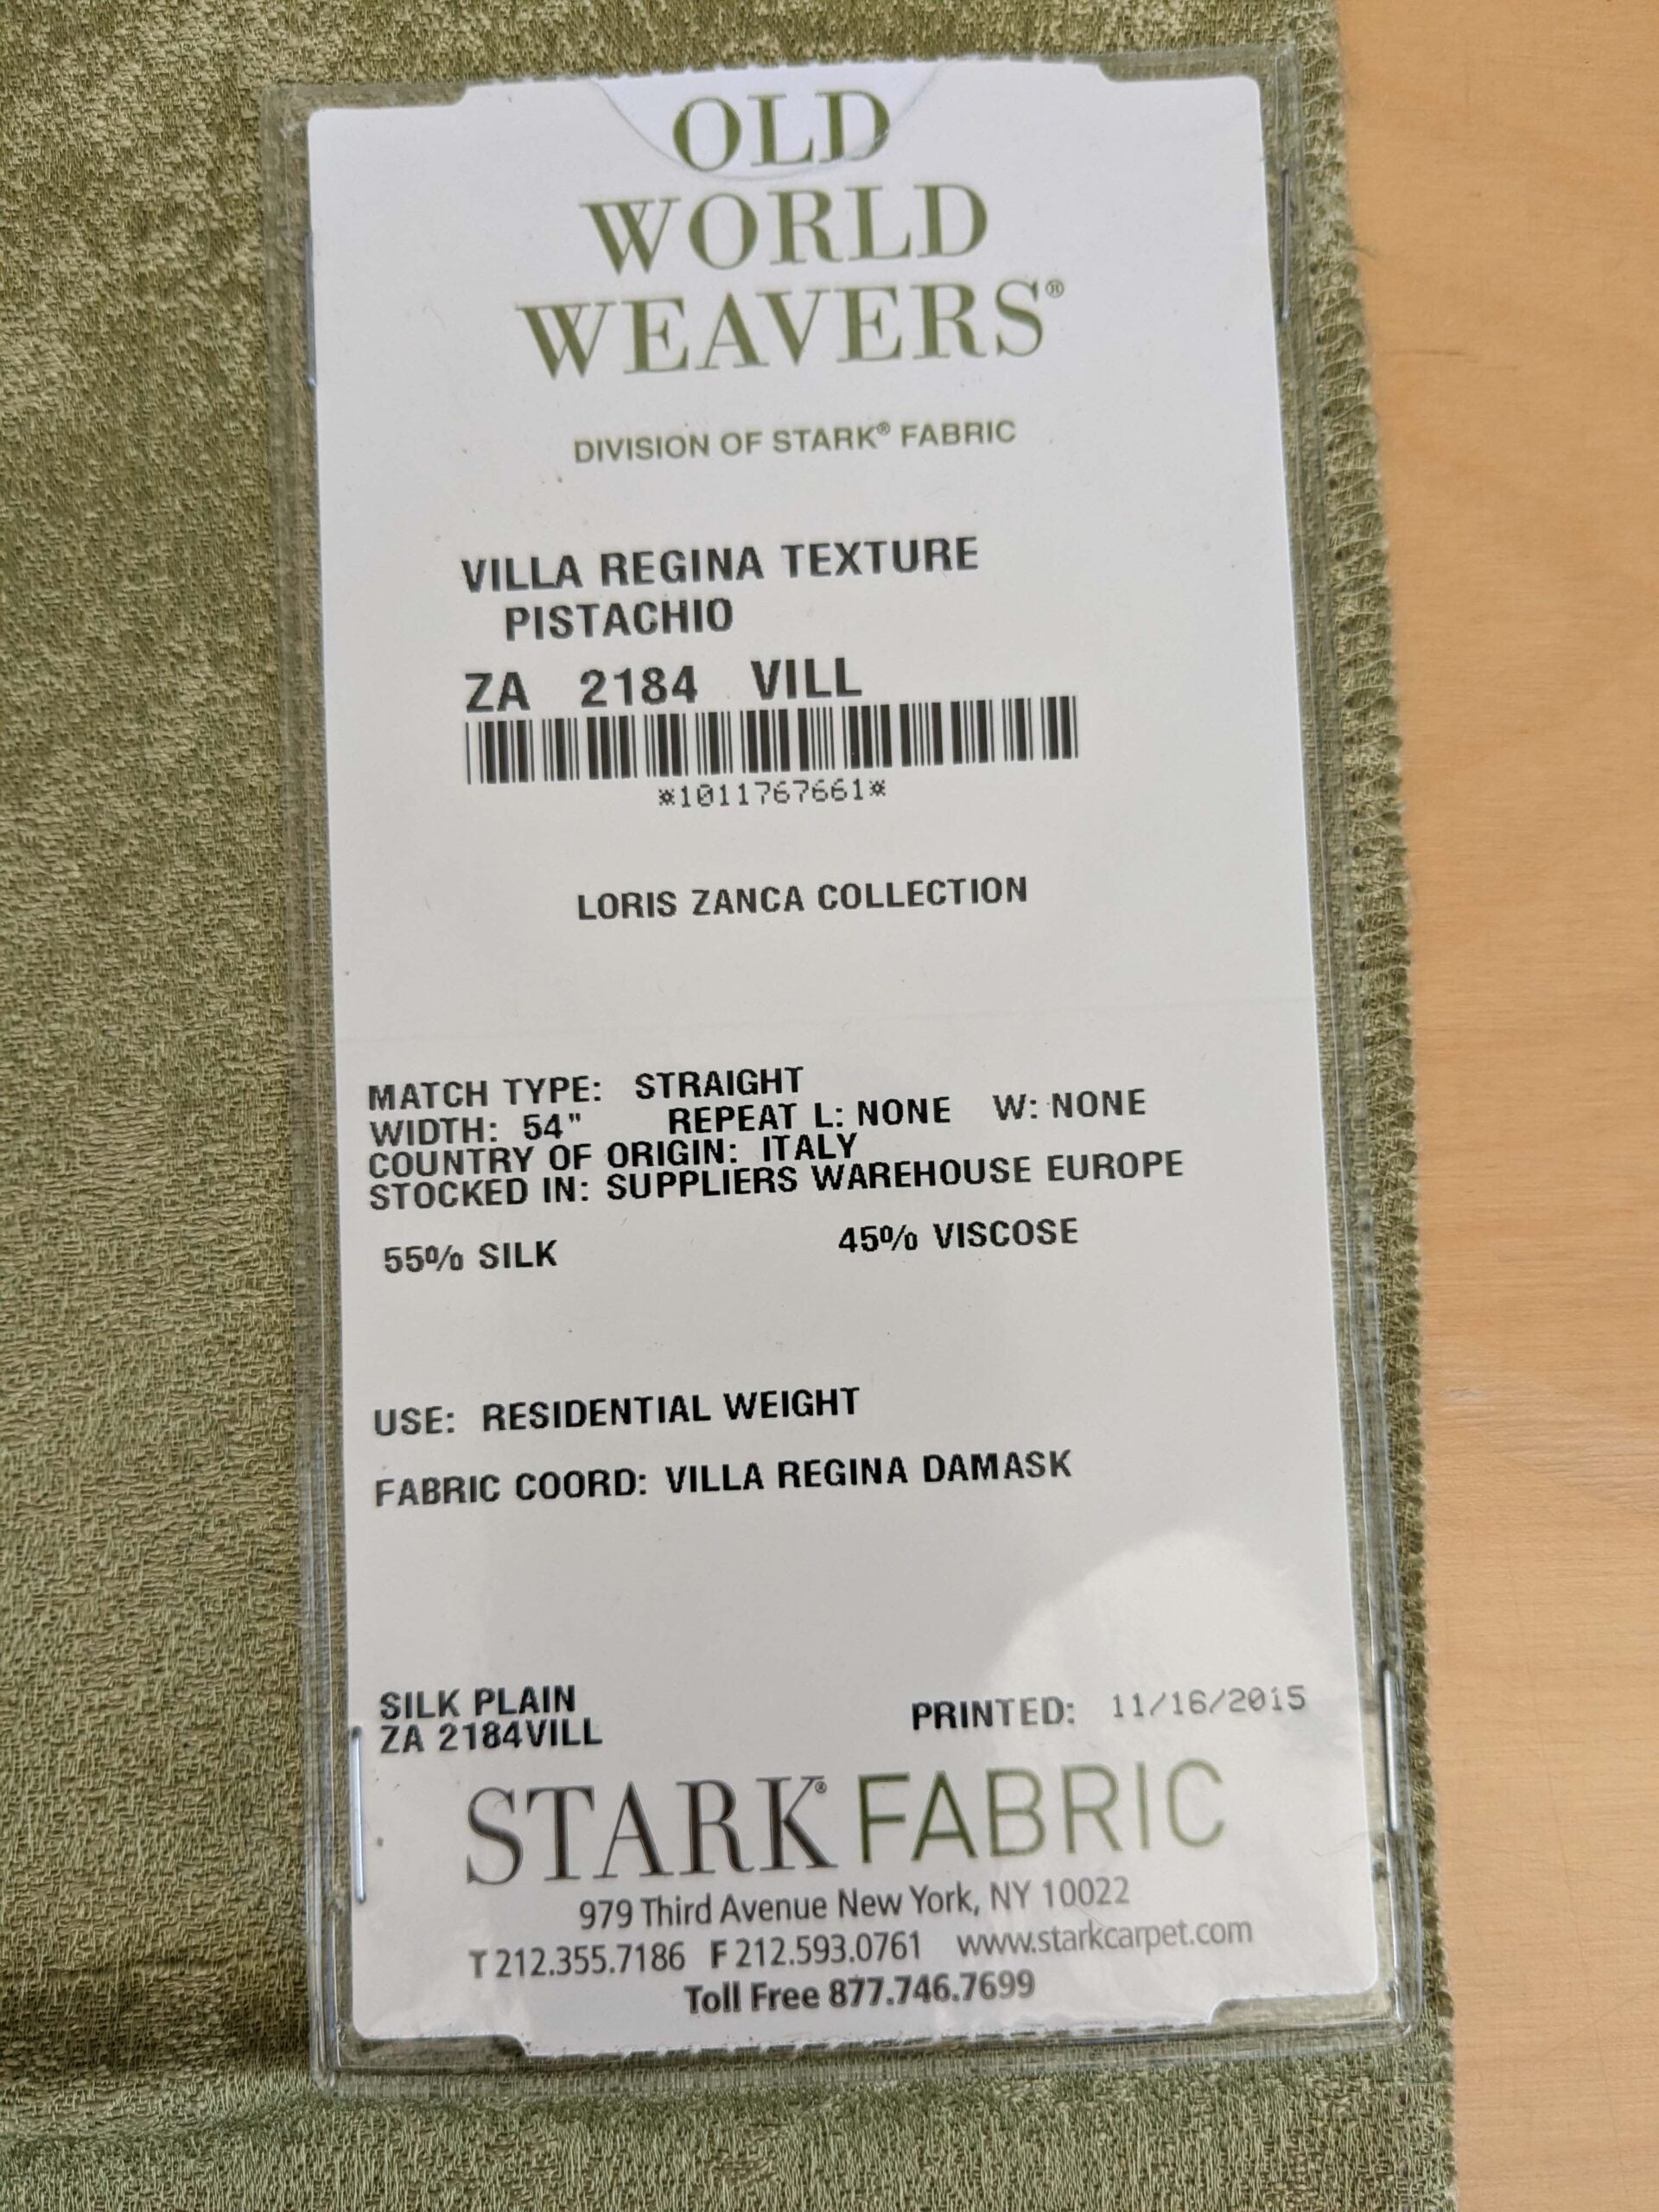 OLD
WORLD
WEAVERS®
DIVISION OF STARK® FABRIC
VILLA REGINA TEXTURE
PISTACHIO
ZA 2184 VILL
*1011767661*
LORIS ZANCA COLLECTION
MATCH TYPE: STRAIGHT
WIDTH: 54" REPEAT L: NONE W: NONE
COUNTRY OF ORIGIN: ITALY
STOCKED IN: SUPPLIERS WAREHOUSE EUROPE
55% SILK 45% VISCOSE
USE: RESIDENTIAL WEIGHT
FABRIC COORD: VILLA REGINA DAMASK
SILK PLAIN
ZA 2184VILL PRINTED: 11/16/2015
STARK® FABRIC
979 Third Avenue New York, NY 10022
T 212.355.7186 F 212.593.0761 www.starkcarpet.com
Toll Free 877.746.7699